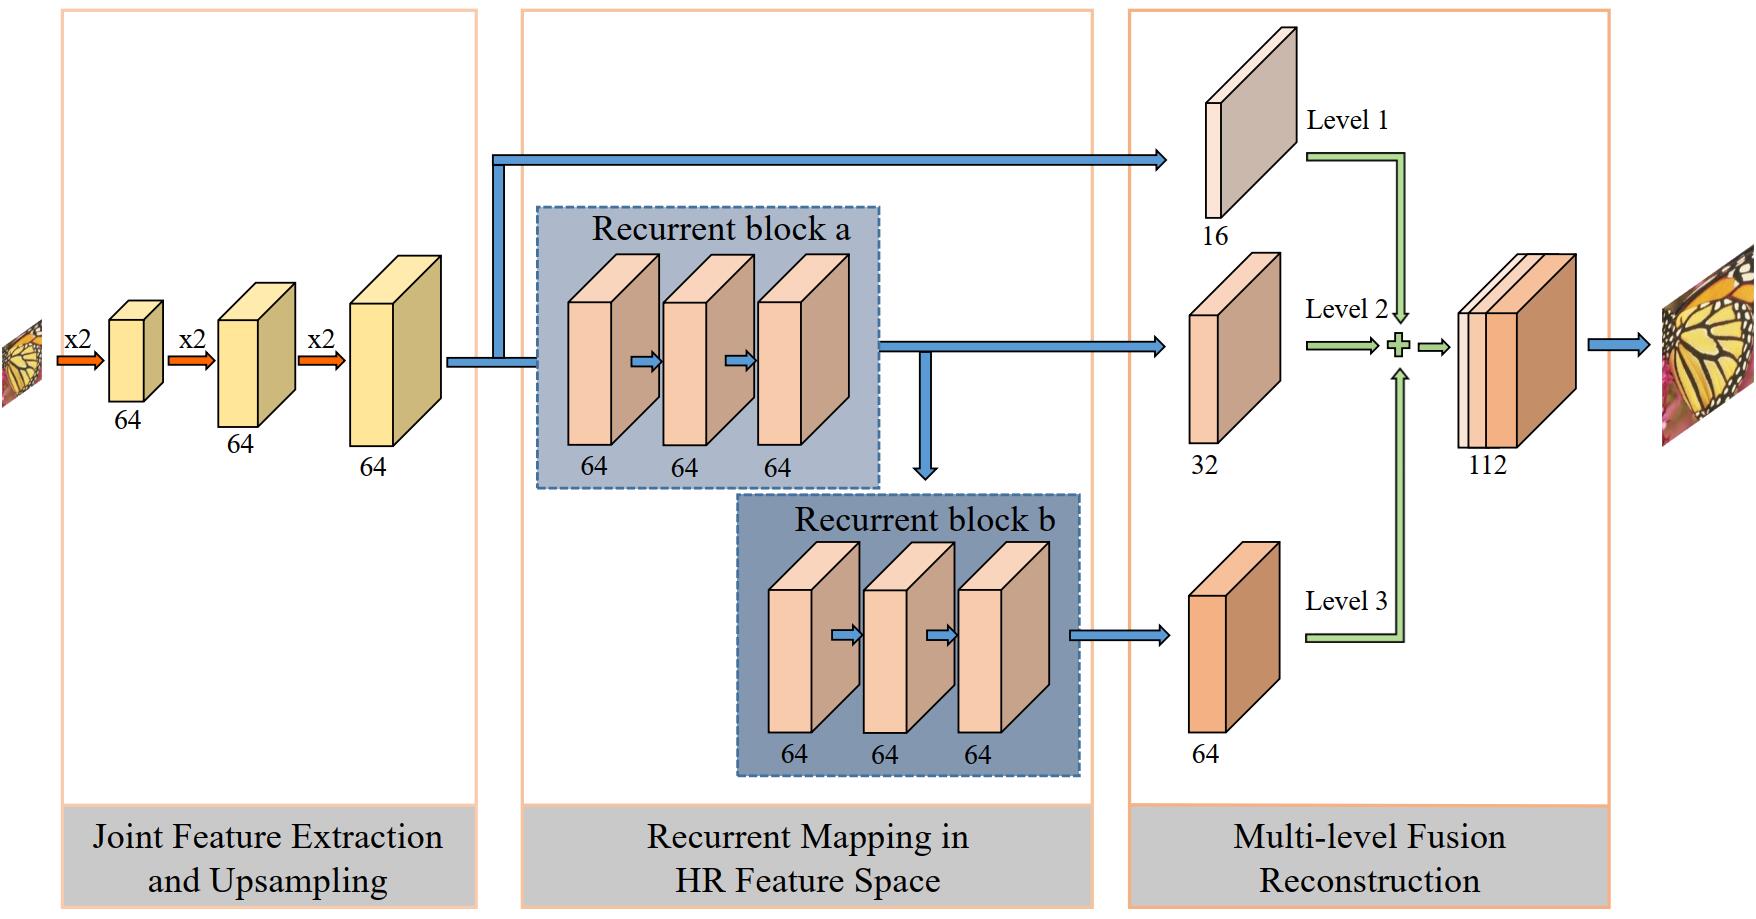 x2
x2
x2
64
64
64
Recurrent block a
64
64
64
Recurrent block b
64
64
64
16
32
64
Level 1
Level 2
Level 3
112
Joint Feature Extraction
and Upsampling
Recurrent Mapping in
HR Feature Space
Multi-level Fusion
Reconstruction